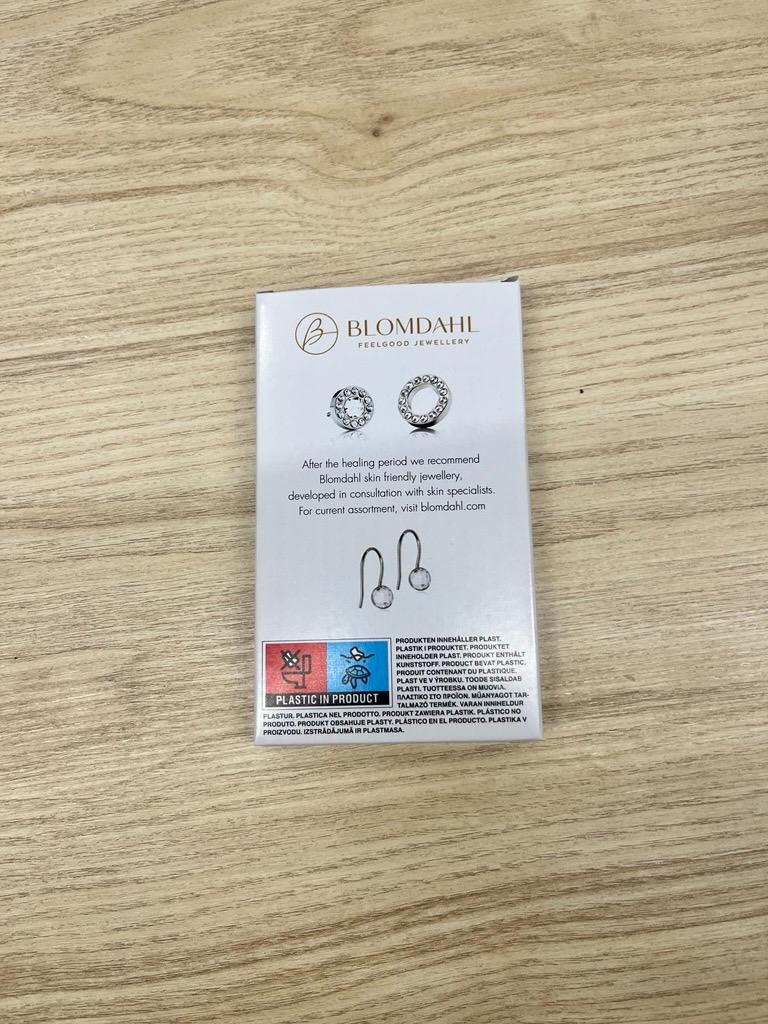 BLOMDAHL
FEELGOOD JEWELLERY
After the healing period we recommend
Blomdahl skin friendly jewellery,
developed in consultation with skin specialists.
For current assortment, visit blomdahl.com
PLASTIC IN PRODUCT
PRODUKTEN INNEHÅLLER PLAST.
PLASTIK I PRODUKTET. PRODUKTET
INNEHOLDER PLAST. PRODUKT ENTHÄLT
KUNSTSTOFF. PRODUCT BEVAT PLASTIC.
PRODUIT CONTENANT DU PLASTIQUE.
PLAST VE V ÝROBKU. TOODE SISALDAB
PLASTI. TUOTTEESSA ON MUOVIA.
ΠΛΑΣΤΙΚΟ ΣΤΟ ΠΡΟΪΟΝ. MŰANYAGOT TAR-
TALMAZÓ TERMÉK. VARAN INNIHELDUR
PLASTUR. PLASTICA NEL PRODOTTO. PRODUKT ZAWIERA PLASTIK. PLÁSTICO NO
PRODUTO. PRODUKT OBSAHUJE PLASTY. PLÁSTICO EN EL PRODUCTO. PLASTIKA V
PROIZVODU. IZSTRĀDĀJUMĀ IR PLASTMASA.